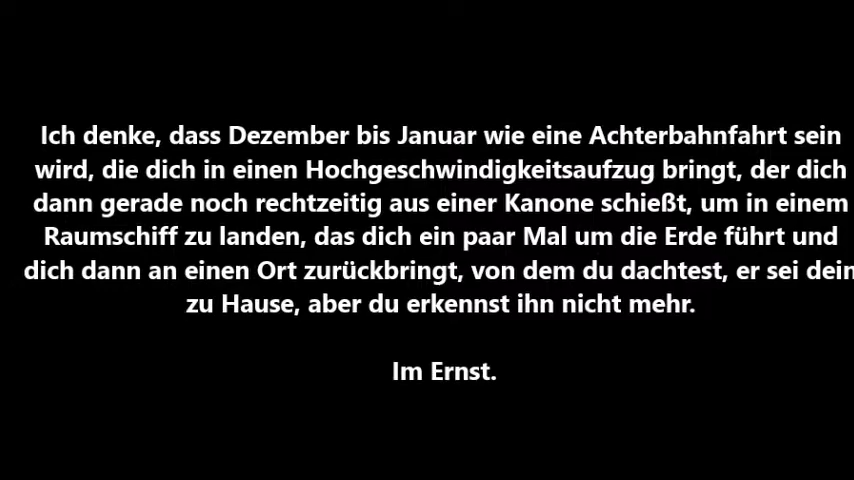 Ich denke, dass Dezember bis Januar wie eine Achterbahnfahrt sein
wird, die dich in einen Hochgeschwindigkeitsaufzug bringt, der dich
dann gerade noch rechtzeitig aus einer Kanone schießt, um in einem
Raumschiff zu landen, das dich ein paar Mal um die Erde führt und
dich dann an einen Ort zurückbringt, von dem du dachtest, er sei dein
zu Hause, aber du erkennst ihn nicht mehr.
Im Ernst.